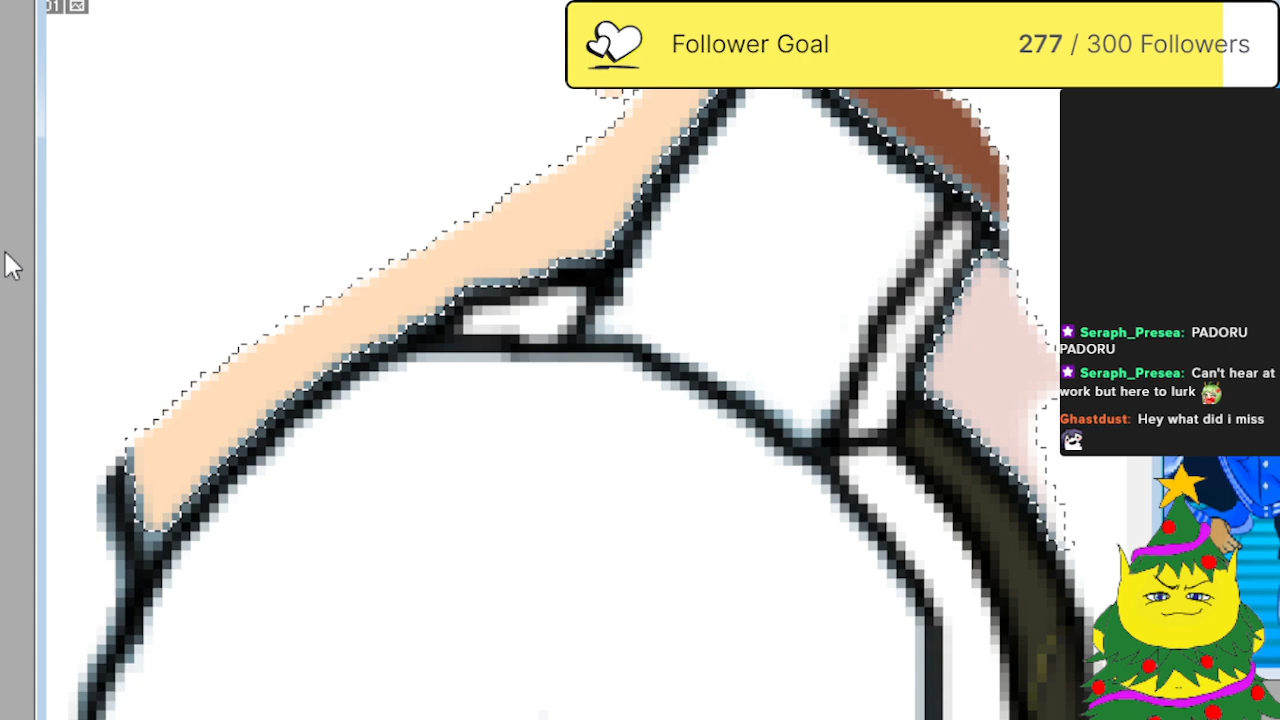 Follower Goal 277 / 300 Followers
Seraph_Presea: PADORU
PADORU
Seraph_Presea: Can't hear at
work but here to lurk
Ghastdust: Hey what did i miss